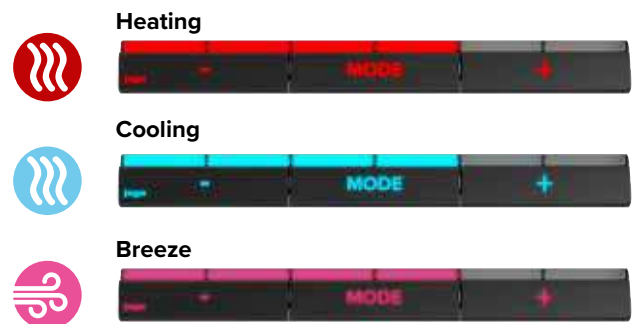 Heating
- MODE +
Cooling
- MODE +
Breeze
- MODE +